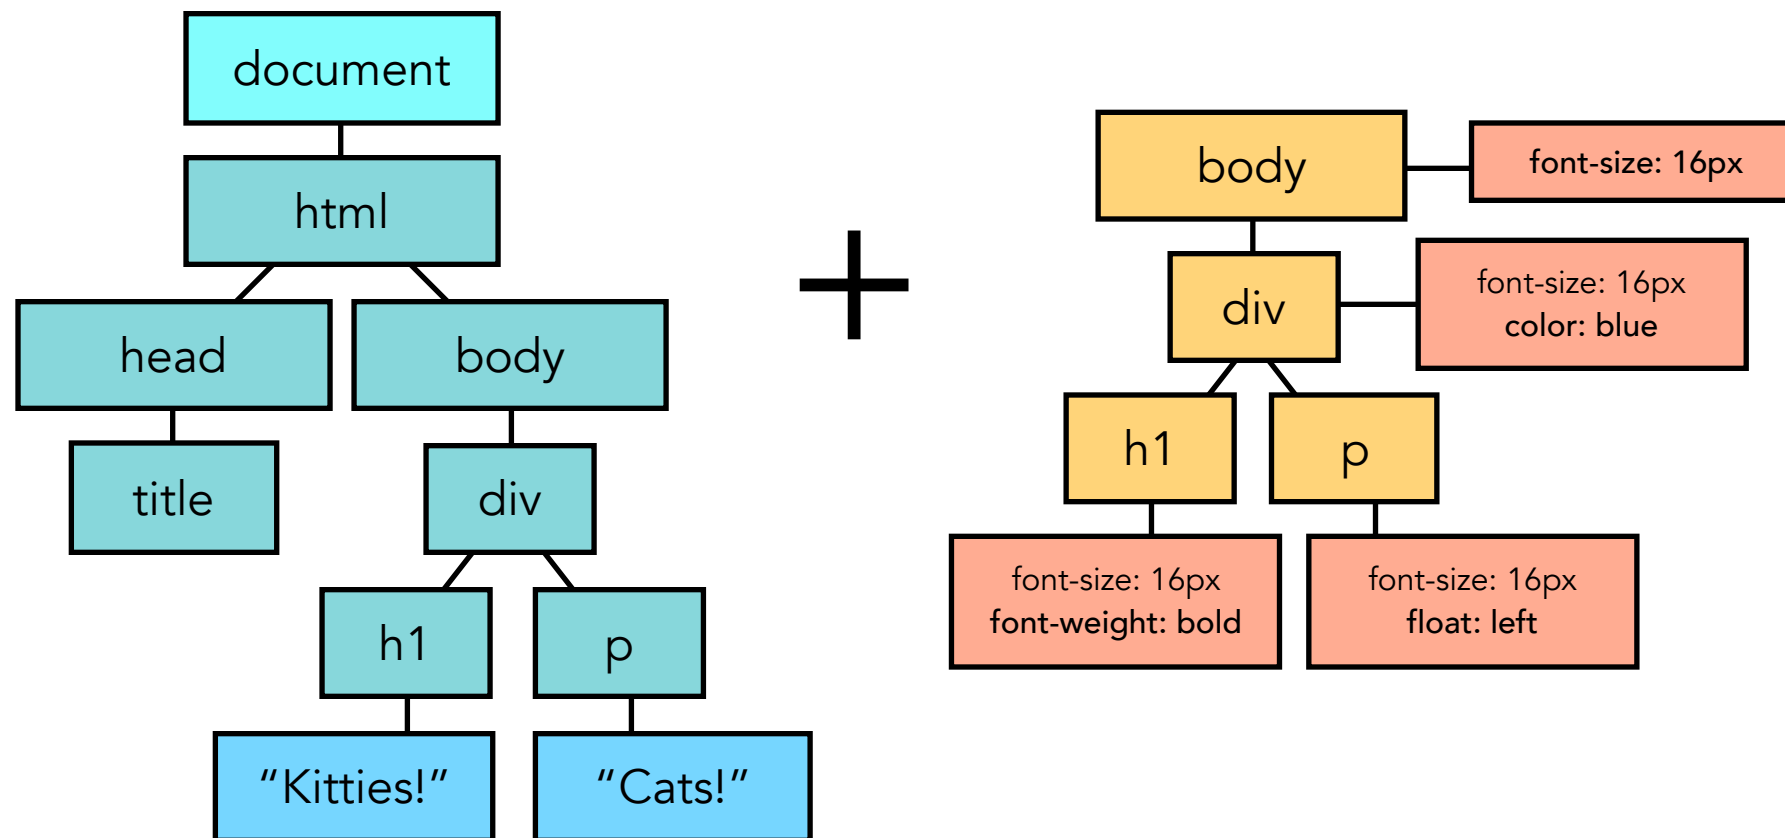 document
html
head
body
title
div
h1
p
“Kitties!”
“Cats!”
+
body
font-size: 16px
div
font-size: 16px
color: blue
h1
p
font-size: 16px
font-weight: bold
font-size: 16px
float: left